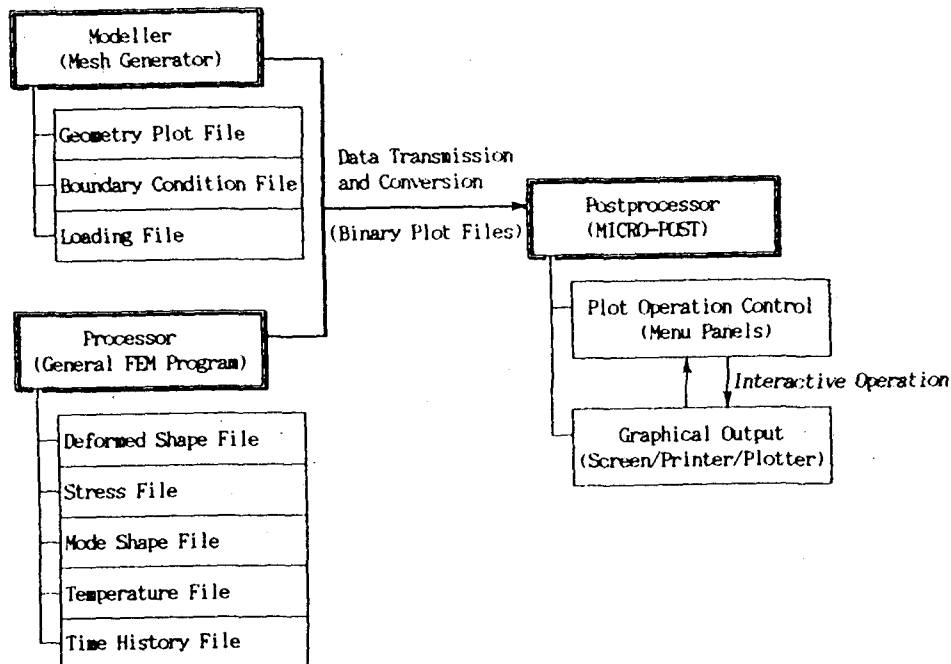 Modeller
(Mesh Generator)
Geometry Plot File
Boundary Condition File
Loading File
Data Transmission
and Conversion
(Binary Plot Files)
Postprocessor
(MICRO-POST)
Plot Operation Control
(Menu Panels)
Interactive Operation
Graphical Output
(Screen/Printer/Plotter)
Processor
(General FEM Program)
Deformed Shape File
Stress File
Mode Shape File
Temperature File
Time History File